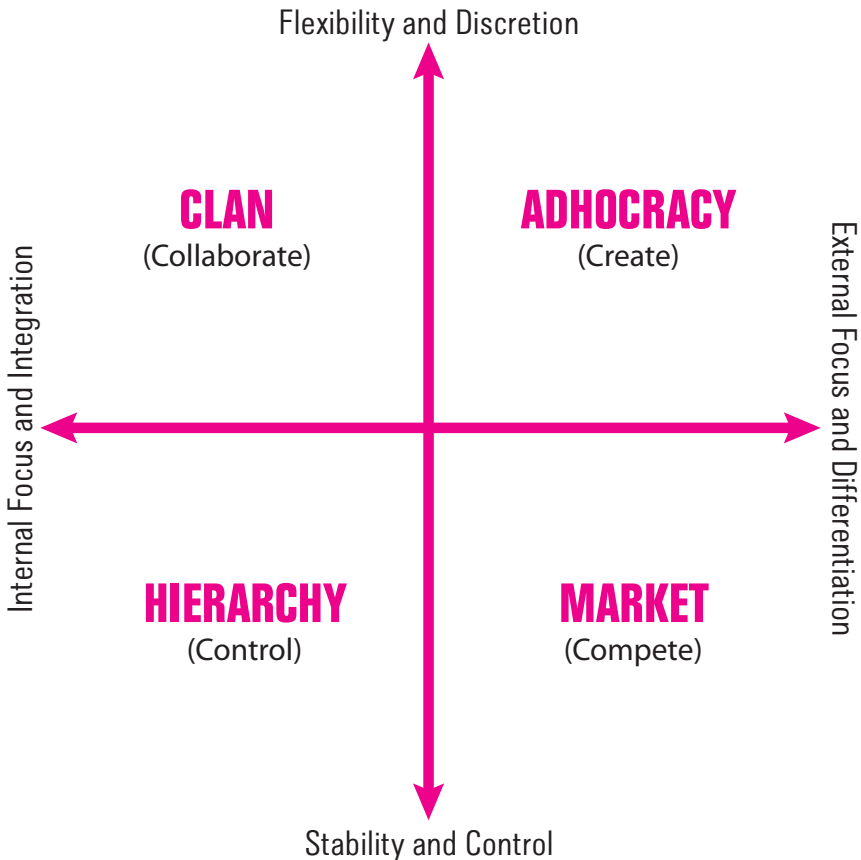 Flexibility and Discretion
CLAN
(Collaborate)
ADHOCRACY
(Create)
Internal Focus and Integration
External Focus and Differentiation
HIERARCHY
(Control)
MARKET
(Compete)
Stability and Control